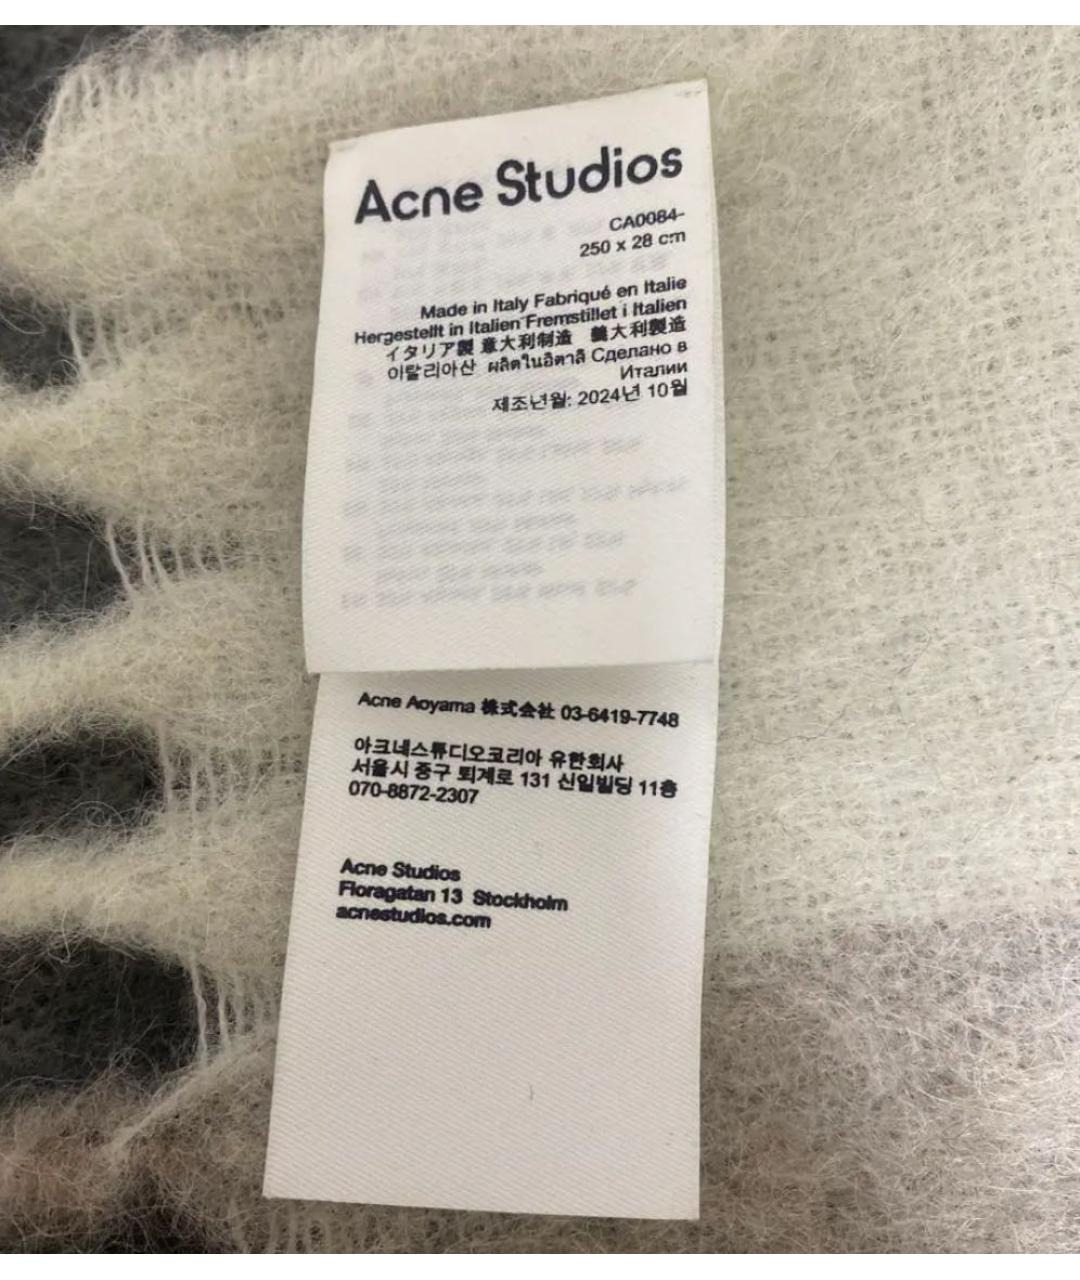 Acne Studios
CA0084-
250 x 28 cm
Made in Italy Fabriqué en Italie
Hergestellt in Italien Fremstillet i Italien
イタリア製 意大利制造 義大利製造
이탈리아산 ผลิตในอิตาลี Сделано в
Италии
제조년월: 2024년 10월
Acne Aoyama 株式会社 03-6419-7748
아크네스튜디오코리아 유한회사
서울시 중구 퇴계로 131 신일빌딩 11층
070-8872-2307
Acne Studios
Floragatan 13 Stockholm
acnestudios.com